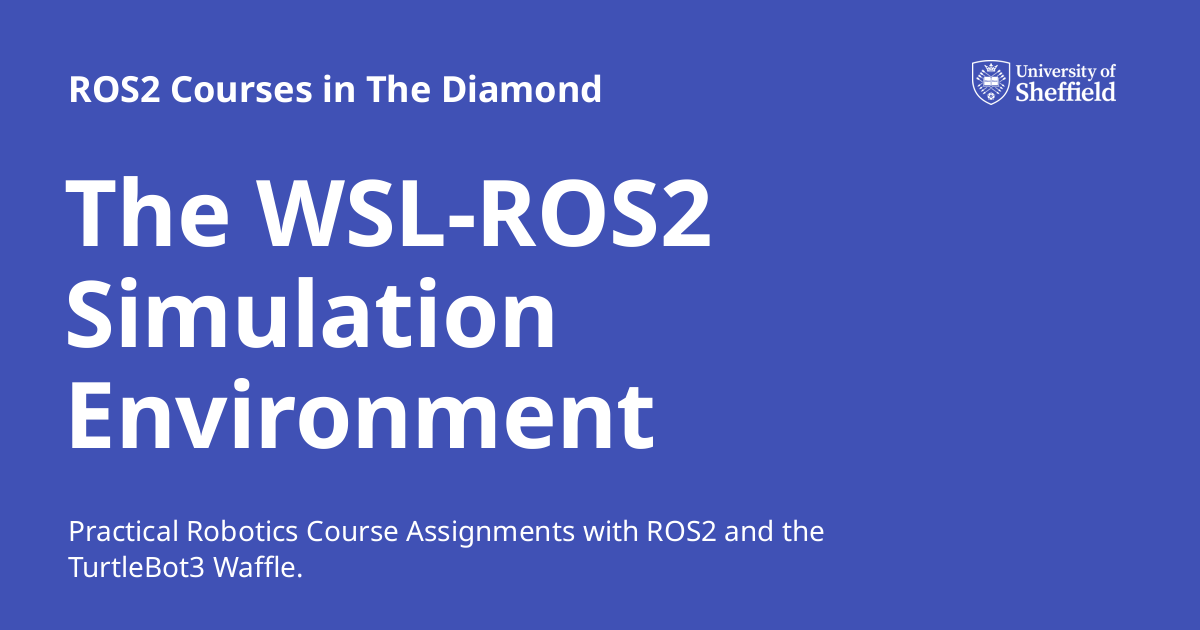 ROS2 Courses in The Diamond
University of
Sheffield
The WSL-ROS2
Simulation
Environment
Practical Robotics Course Assignments with ROS2 and the
TurtleBot3 Waffle.